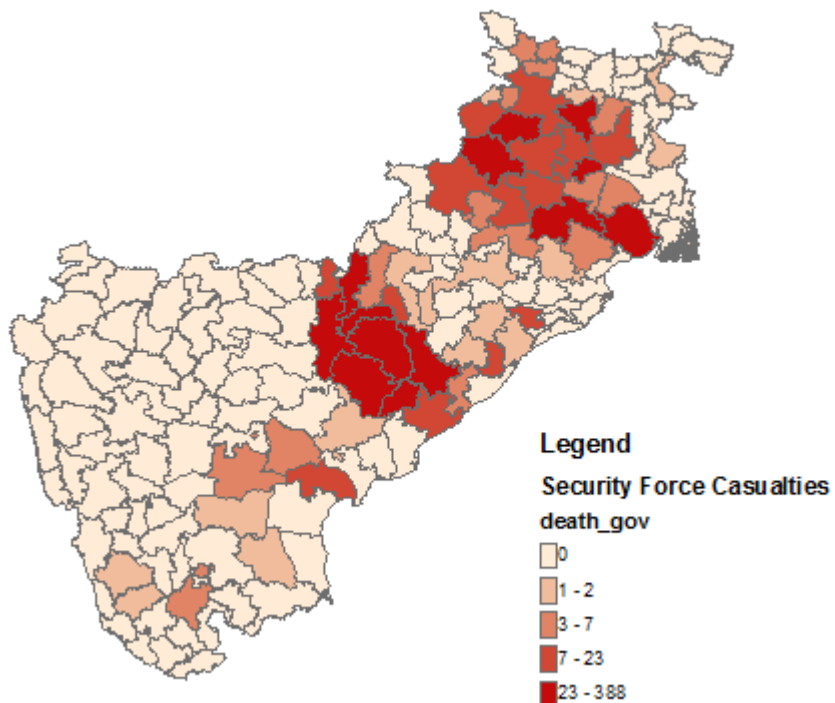 Legend
Security Force Casualties
death_gov
0
1 - 2
3 - 7
7 - 23
23 - 388